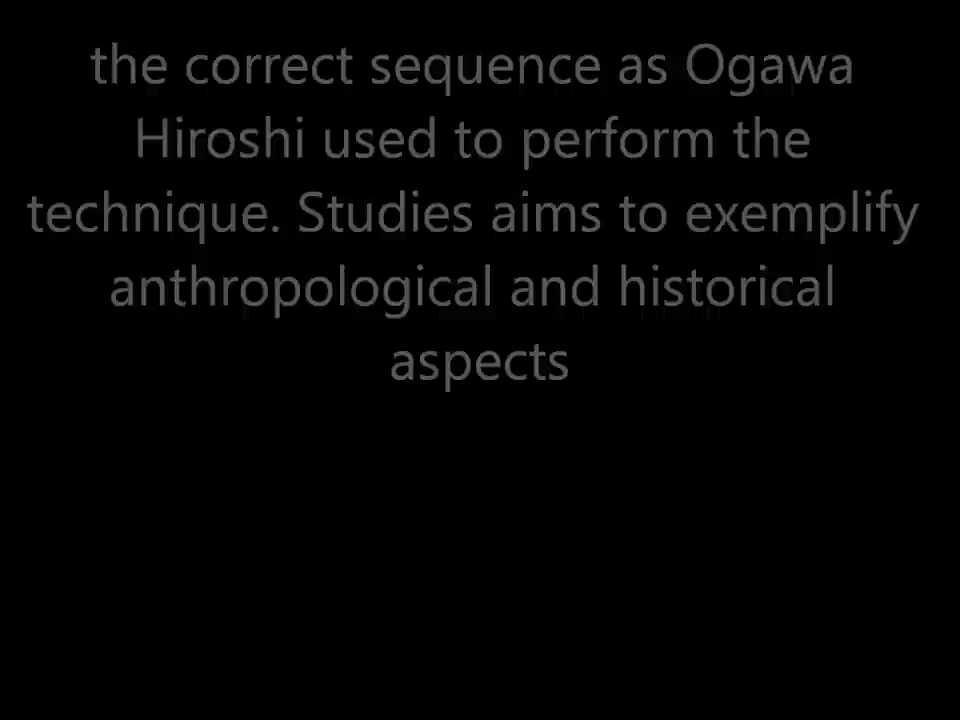 the correct sequence as Ogawa
Hiroshi used to perform the
technique. Studies aims to exemplify
anthropological and historical
aspects